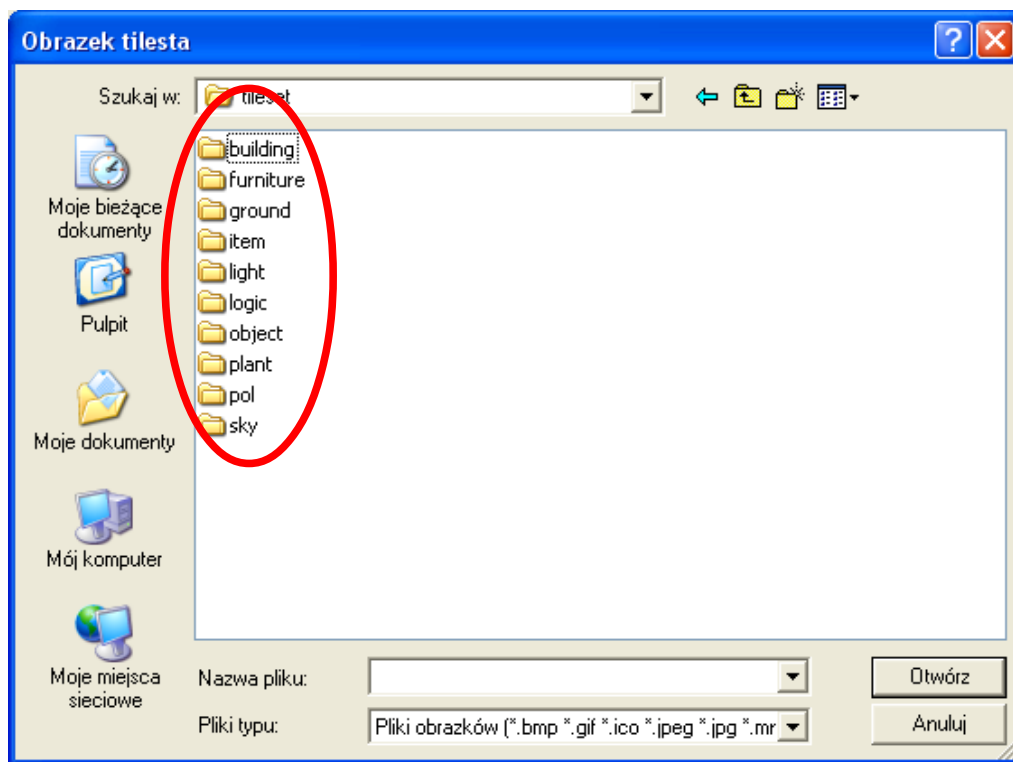 Obrazek tilesta
Szukaj w:
tileset
building
furniture
ground
item
light
logic
object
plant
pol
sky
Moje bieżące
dokumenty
Pulpit
Moje dokumenty
Mój komputer
Moje miejsca
sieciowe
Nazwa pliku:
Otwórz
Pliki typu:
Pliki obrazków (*.bmp *.gif *.ico *.jpeg *.jpg *.mr
Anuluj